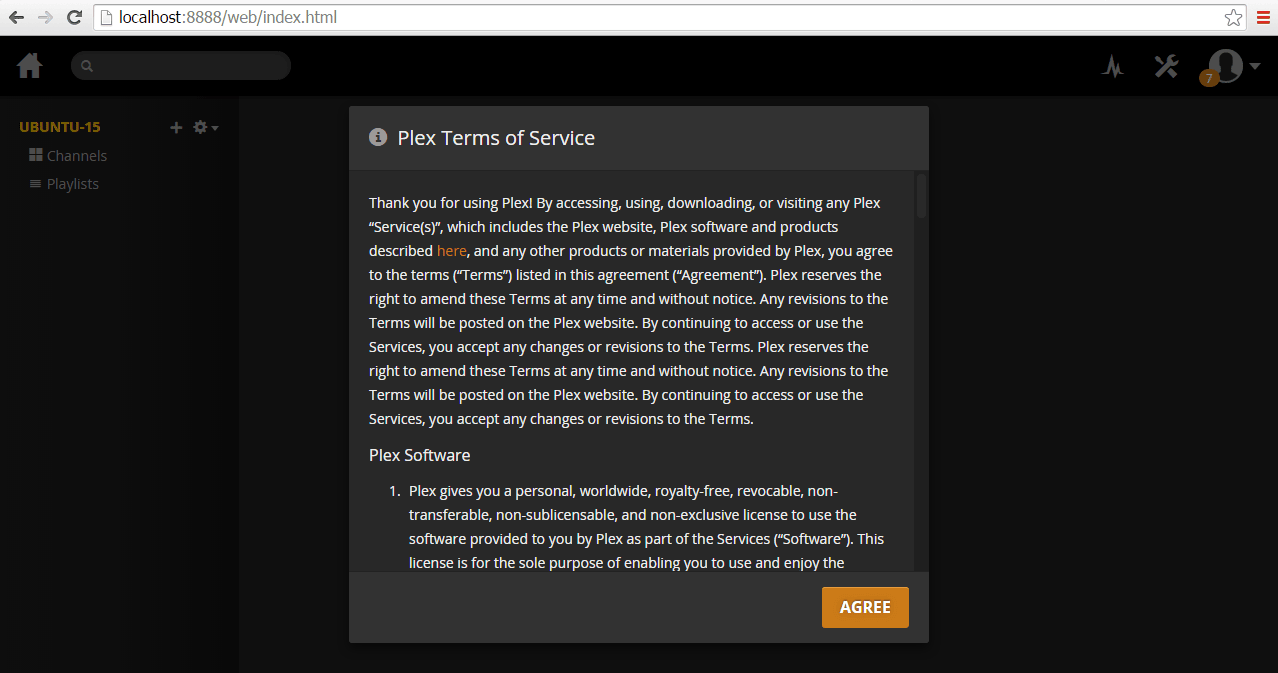 localhost:8888/web/index.html
7
UBUNTU-15
Channels
Playlists
Plex Terms of Service
Thank you for using Plex! By accessing, using, downloading, or visiting any Plex
“Service(s)”, which includes the Plex website, Plex software and products
described here, and any other products or materials provided by Plex, you agree
to the terms (“Terms”) listed in this agreement (“Agreement”). Plex reserves the
right to amend these Terms at any time and without notice. Any revisions to the
Terms will be posted on the Plex website. By continuing to access or use the
Services, you accept any changes or revisions to the Terms. Plex reserves the
right to amend these Terms at any time and without notice. Any revisions to the
Terms will be posted on the Plex website. By continuing to access or use the
Services, you accept any changes or revisions to the Terms.
Plex Software
1. Plex gives you a personal, worldwide, royalty-free, revocable, non-
transferable, non-sublicensable, and non-exclusive license to use the
software provided to you by Plex as part of the Services (“Software”). This
license is for the sole purpose of enabling you to use and enjoy the
AGREE